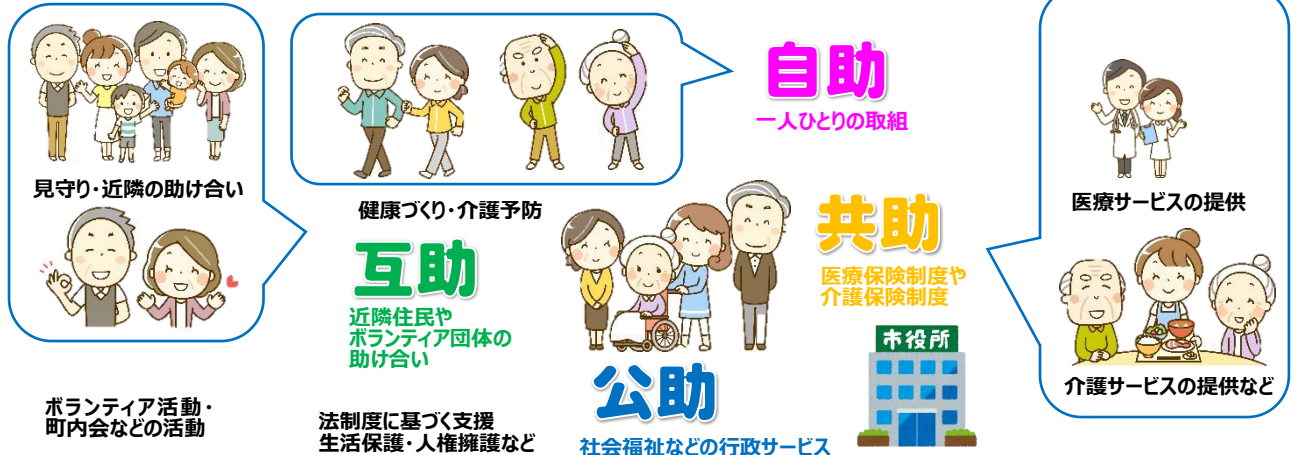 見守り・近隣の助け合い
ボランティア活動・
町内会などの活動
健康づくり・介護予防
自助
一人ひとりの取組
互助
近隣住民や
ボランティア団体の
助け合い
共助
医療保険制度や
介護保険制度
医療サービスの提供
介護サービスの提供など
市役所
公助
社会福祉などの行政サービス
法制度に基づく支援
生活保護・人権擁護など